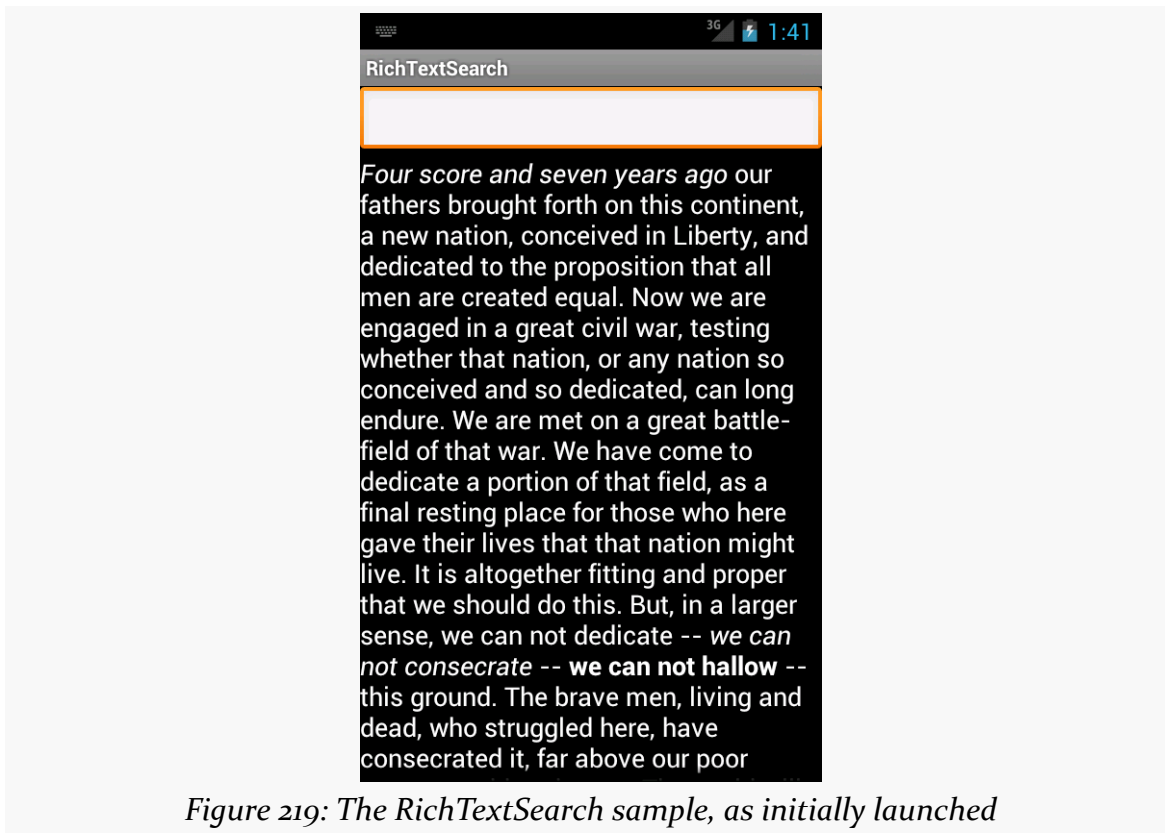 3G 1:41
RichTextSearch
Four score and seven years ago our
fathers brought forth on this continent,
a new nation, conceived in Liberty, and
dedicated to the proposition that all
men are created equal. Now we are
engaged in a great civil war, testing
whether that nation, or any nation so
conceived and so dedicated, can long
endure. We are met on a great battle-
field of that war. We have come to
dedicate a portion of that field, as a
final resting place for those who here
gave their lives that that nation might
live. It is altogether fitting and proper
that we should do this. But, in a larger
sense, we can not dedicate -- we can
not consecrate -- we can not hallow --
this ground. The brave men, living and
dead, who struggled here, have
consecrated it, far above our poor
Figure 219: The RichTextSearch sample, as initially launched